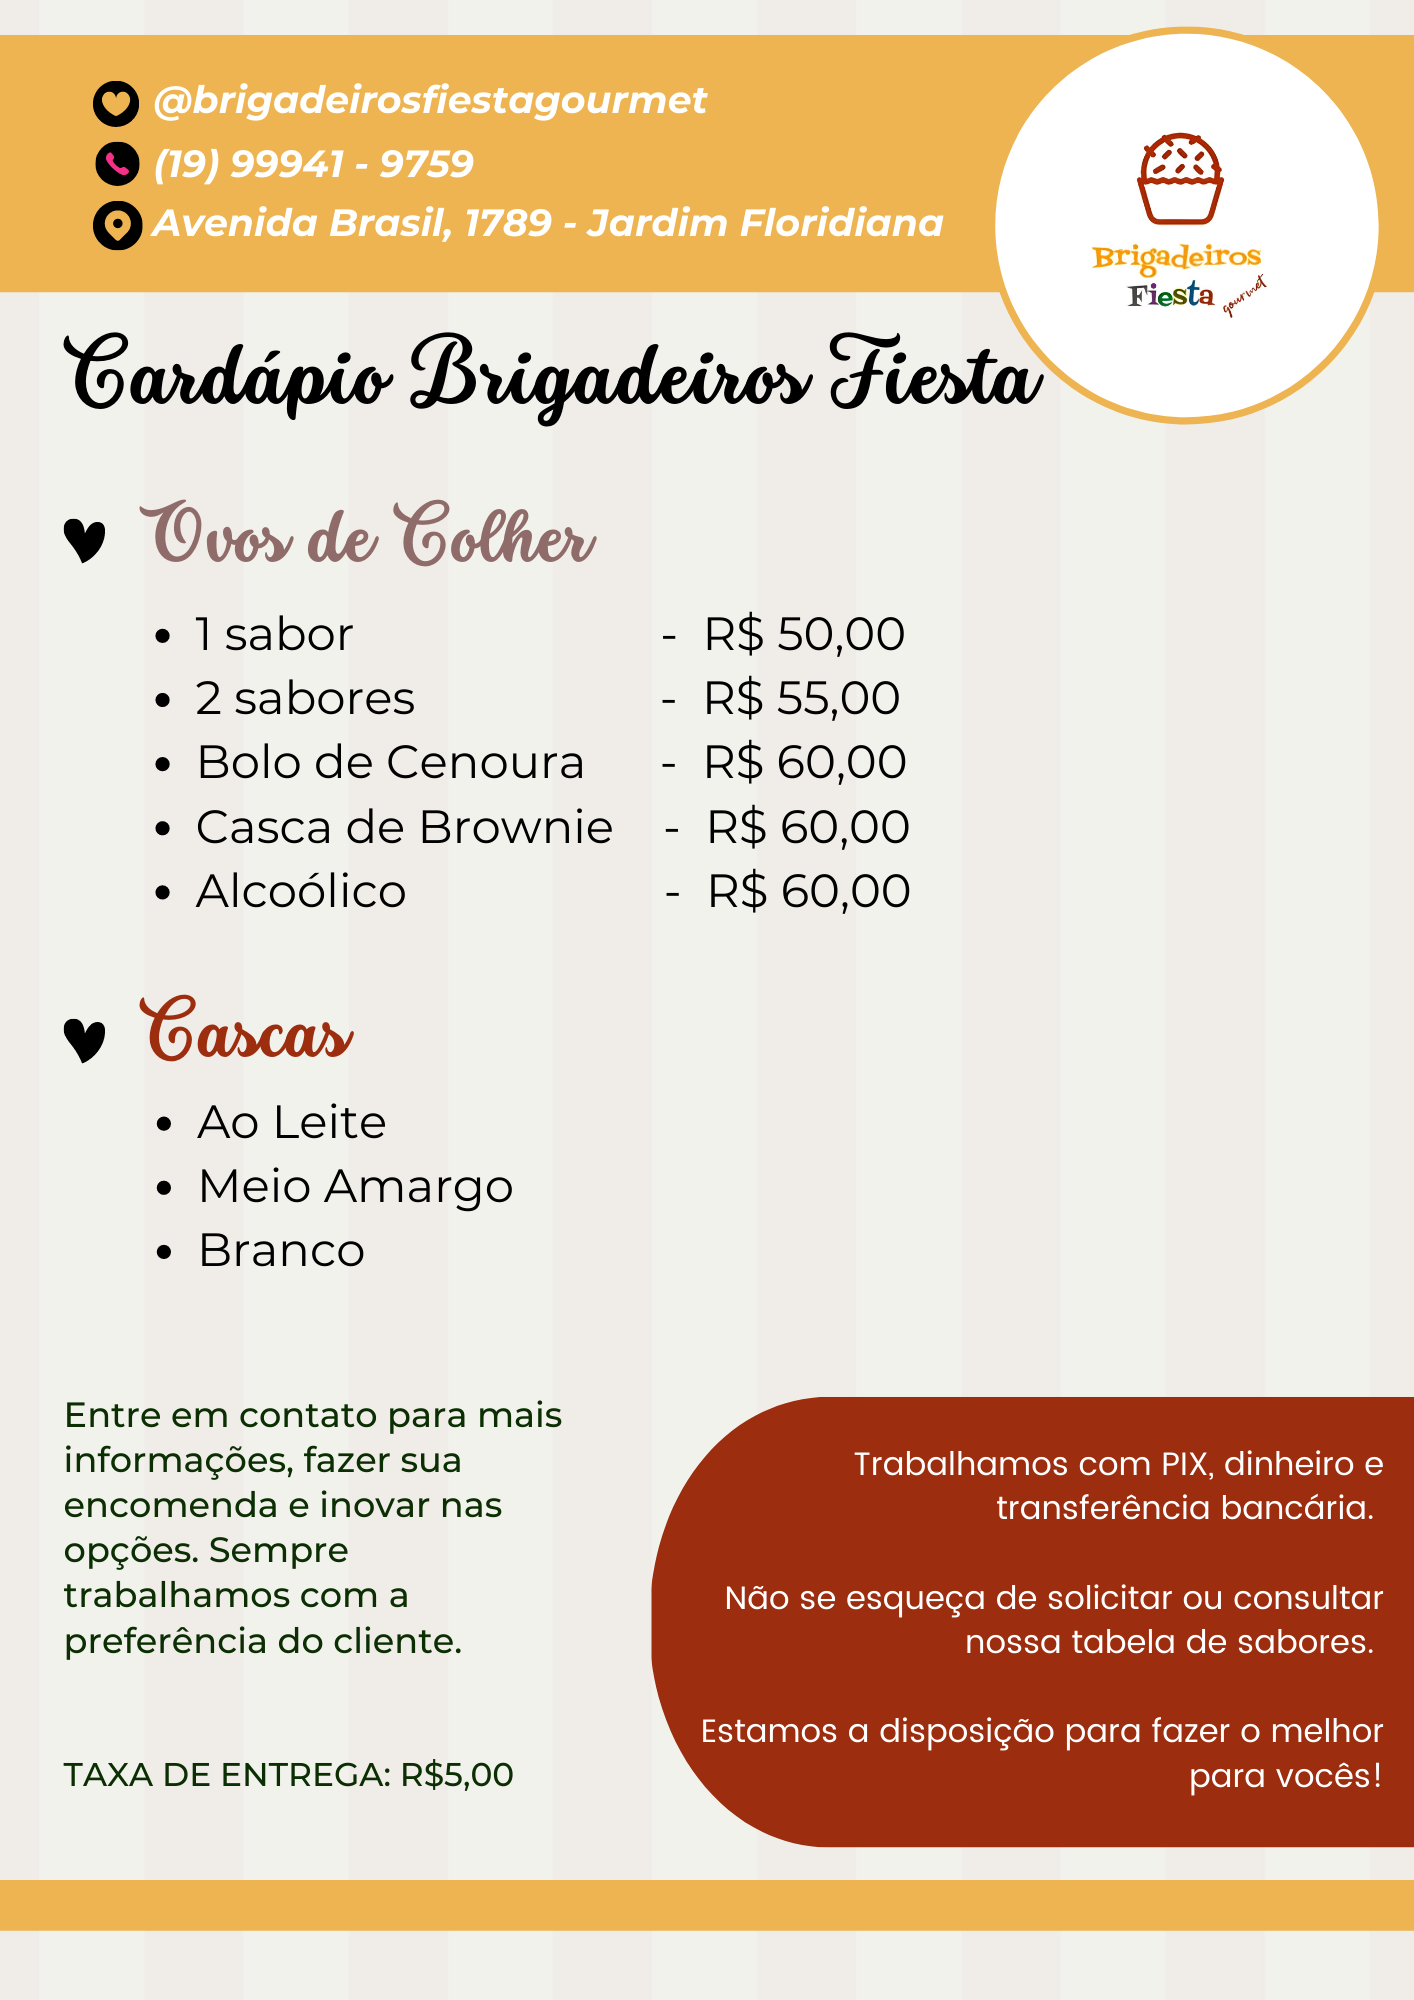 @brigadeirosfiestagourmet
(19) 99941 - 9759
Avenida Brasil, 1789 - Jardim Floridiana
Brigadeiros
Fiesta gourmet
Cardápio Brigadeiros Fiesta
Ovos de Colher
• 1 sabor - R$ 50,00
• 2 sabores - R$ 55,00
• Bolo de Cenoura - R$ 60,00
• Casca de Brownie - R$ 60,00
• Alcoólico - R$ 60,00
Cascas
• Ao Leite
• Meio Amargo
• Branco
Entre em contato para mais
informações, fazer sua
encomenda e inovar nas
opções. Sempre
trabalhamos com a
preferência do cliente.
TAXA DE ENTREGA: R$5,00
Trabalhamos com PIX, dinheiro e
transferência bancária.
Não se esqueça de solicitar ou consultar
nossa tabela de sabores.
Estamos a disposição para fazer o melhor
para vocês!